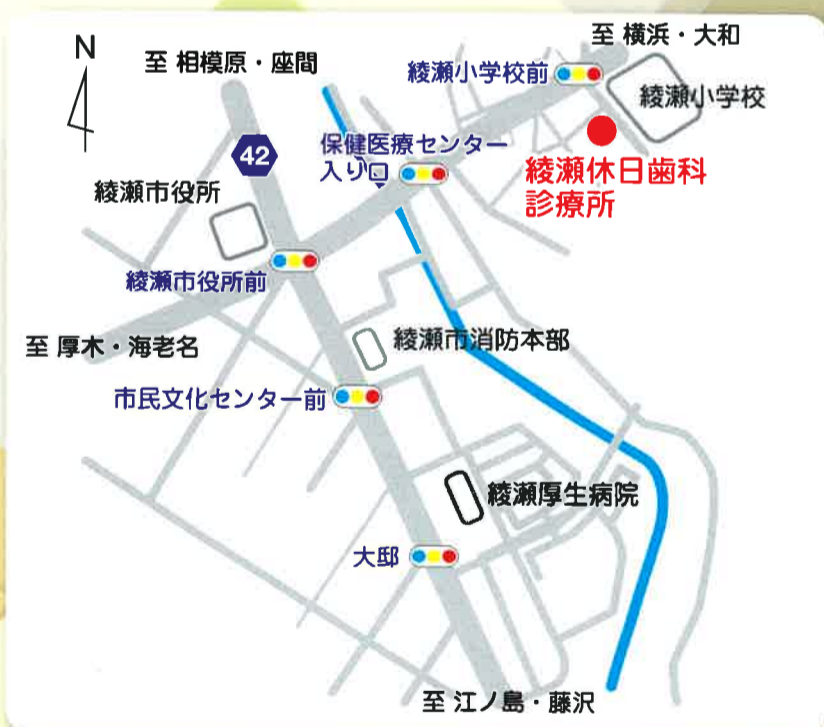 N
至 相模原・座間
至 横浜・大和
綾瀬小学校前
綾瀬小学校
42
保健医療センター
入り口
綾瀬休日歯科
診療所
綾瀬市役所
綾瀬市役所前
至 厚木・海老名
綾瀬市消防本部
市民文化センター前
綾瀬厚生病院
大邸
至 江ノ島・藤沢